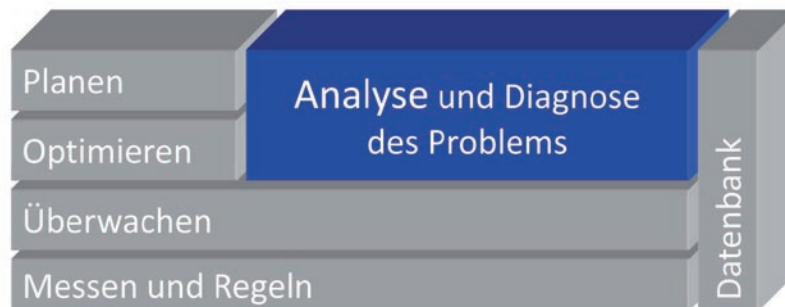 Planen
Analyse und Diagnose
des Problems
Optimieren
Überwachen
Messen und Regeln
Datenbank